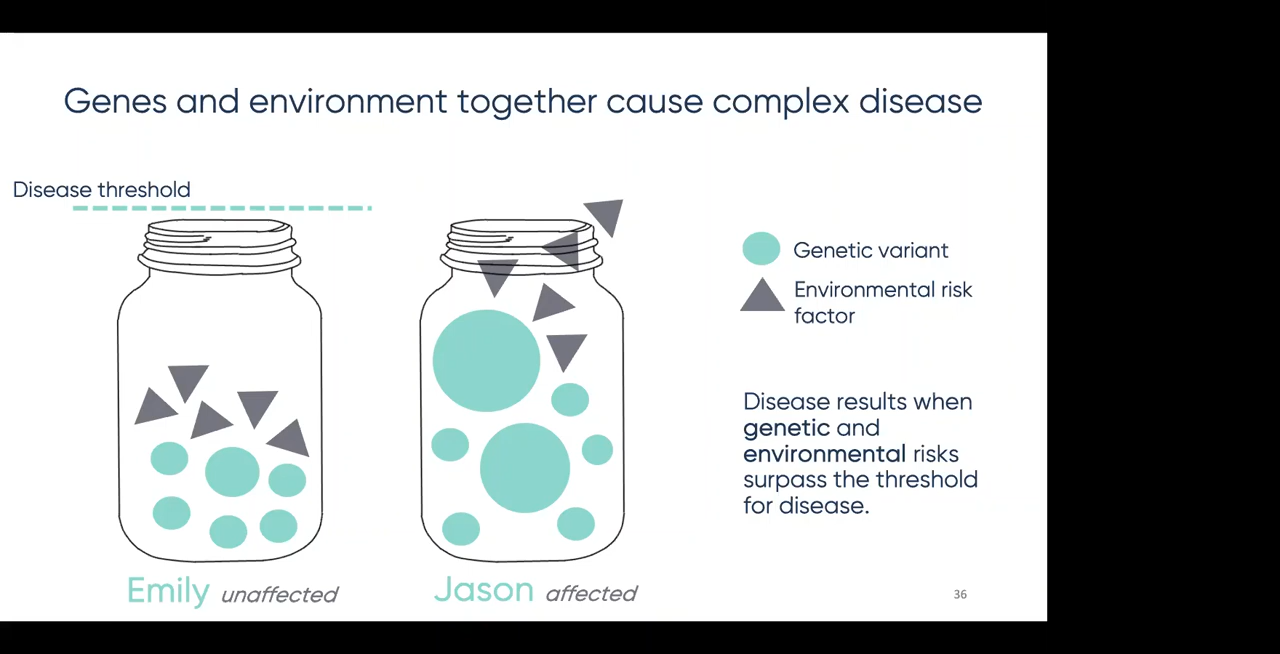 Genes and environment together cause complex disease
Disease threshold
Genetic variant
Environmental risk
factor
Disease results when
genetic and
environmental risks
surpass the threshold
for disease.
Emily unaffected
Jason affected
36